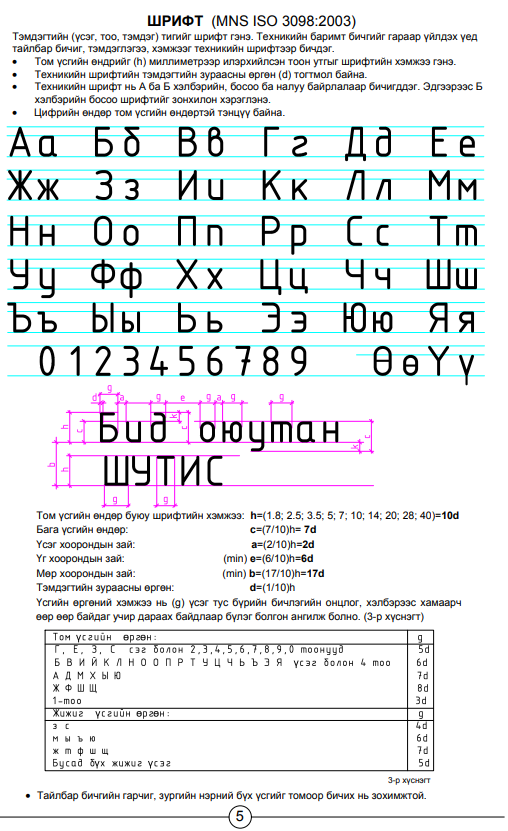 ШРИФТ (MNS ISO 3098:2003)
Тэмдэгтийн (үсэг, тоо, тэмдэг) тигийг шрифт гэнэ. Техникийн баримт бичгийг гараар үйлдэх үед
тайлбар бичиг, тэмдэглэгээ, хэмжээг техникийн шрифтээр бичдэг.
• Том үсгийн өндрийг (h) миллиметрээр илэрхийлсэн тоон утгыг шрифтийн хэмжээ гэнэ.
• Техникийн шрифтийн тэмдэгтийн зураасны өргөн (d) тогтмол байна.
• Техникийн шрифт нь А ба Б хэлбэрийн, босоо ба налуу байрлалаар бичигддэг. Эдгээрээс Б
хэлбэрийн босоо шрифтийг зонхилон хэрэглэнэ.
• Цифрийн өндөр том үсгийн өндөртэй тэнцүү байна.
Аа Бб Вв Гг Дд Ее
Жж Зз Ии Кк Лл Мм
Нн Оо Пп Рр Сс Тт
Уу Фф Хх Цц Чч Шш
Ъъ Ыы Ьь Ээ Юю Яя
0 1 2 3 4 5 6 7 8 9 Өө Үү
g
d a g e g a g g
h c k c
Бид оюутан
k c
b h
ШУТИС
g g
Том үсгийн өндөр буюу шрифтийн хэмжээ: h=(1.8; 2.5; 3.5; 5; 7; 10; 14; 20; 28; 40)=10d
Бага үсгийн өндөр: c=(7/10)h= 7d
Үсэг хоорондын зай: a=(2/10)h=2d
Үг хоорондын зай: (min) e=(6/10)h=6d
Мөр хоорондын зай: (min) b=(17/10)h=17d
Тэмдэгтийн зураасны өргөн: d=(1/10)h
Үсгийн өргөний хэмжээ нь (g) үсэг тус бүрийн бичлэгийн онцлог, хэлбэрээс хамаарч
өөр өөр байдаг учир дараах байдлаар бүлэг болгон ангилж болно. (3-р хүснэгт)
Том үсгийн өргөн: g
Г, Е, З, С сэг болон 2,3,4,5,6,7,8,9,0 тоонууд 5d
Б В И Й К Л Н О Ө П Р Т У Ц Ч Ь Ъ Э Я үсэг болон 4 тоо 6d
А Д М Х Ы Ю 7d
Ж Ф Ш Щ 8d
1-тоо 3d
Жижиг үсгийн өргөн: g
з с 4d
м ы ъ ю 6d
ж т ф ш щ 7d
Бусад бүх жижиг үсэг 5d
3-р хүснэгт
• Тайлбар бичгийн гарчиг, зургийн нэрний бүх үсгийг томоор бичих нь зохимжтой.
5